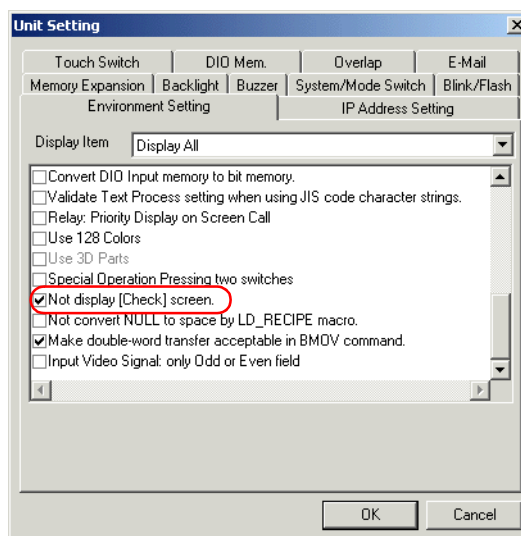 Unit Setting
Touch Switch DIO Mem. Overlap E-Mail
Memory Expansion Backlight Buzzer System/Mode Switch Blink/Flash
Environment Setting IP Address Setting
Display Item Display All
Convert DIO Input memory to bit memory.
Validate Text Process setting when using JIS code character strings.
Relay: Priority Display on Screen Call
Use 128 Colors
Use 3D Parts
Special Operation Pressing two switches
Not display [Check] screen.
Not convert NULL to space by LD_RECIPE macro.
Make double-word transfer acceptable in BMOV command.
Input Video Signal: only Odd or Even field
OK Cancel